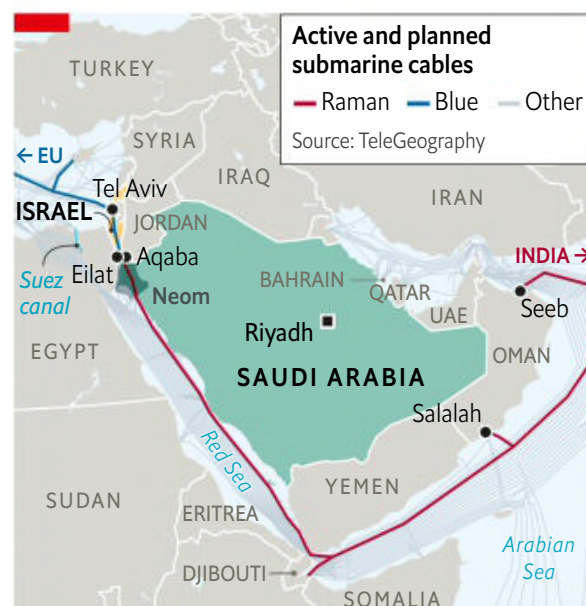 Active and planned
submarine cables
Raman Blue Other
Source: TeleGeography
TURKEY
SYRIA
← EU
IRAQ
IRAN
Tel Aviv
ISRAEL
JORDAN
INDIA →
Eilat Aqaba
Suez
canal
Neom
BAHRAIN
QATAR
Seeb
UAE
Riyadh
EGYPT
OMAN
SAUDI ARABIA
Salalah
Red Sea
YEMEN
SUDAN
ERITREA
Arabian
Sea
DJIBOUTI
SOMALIA